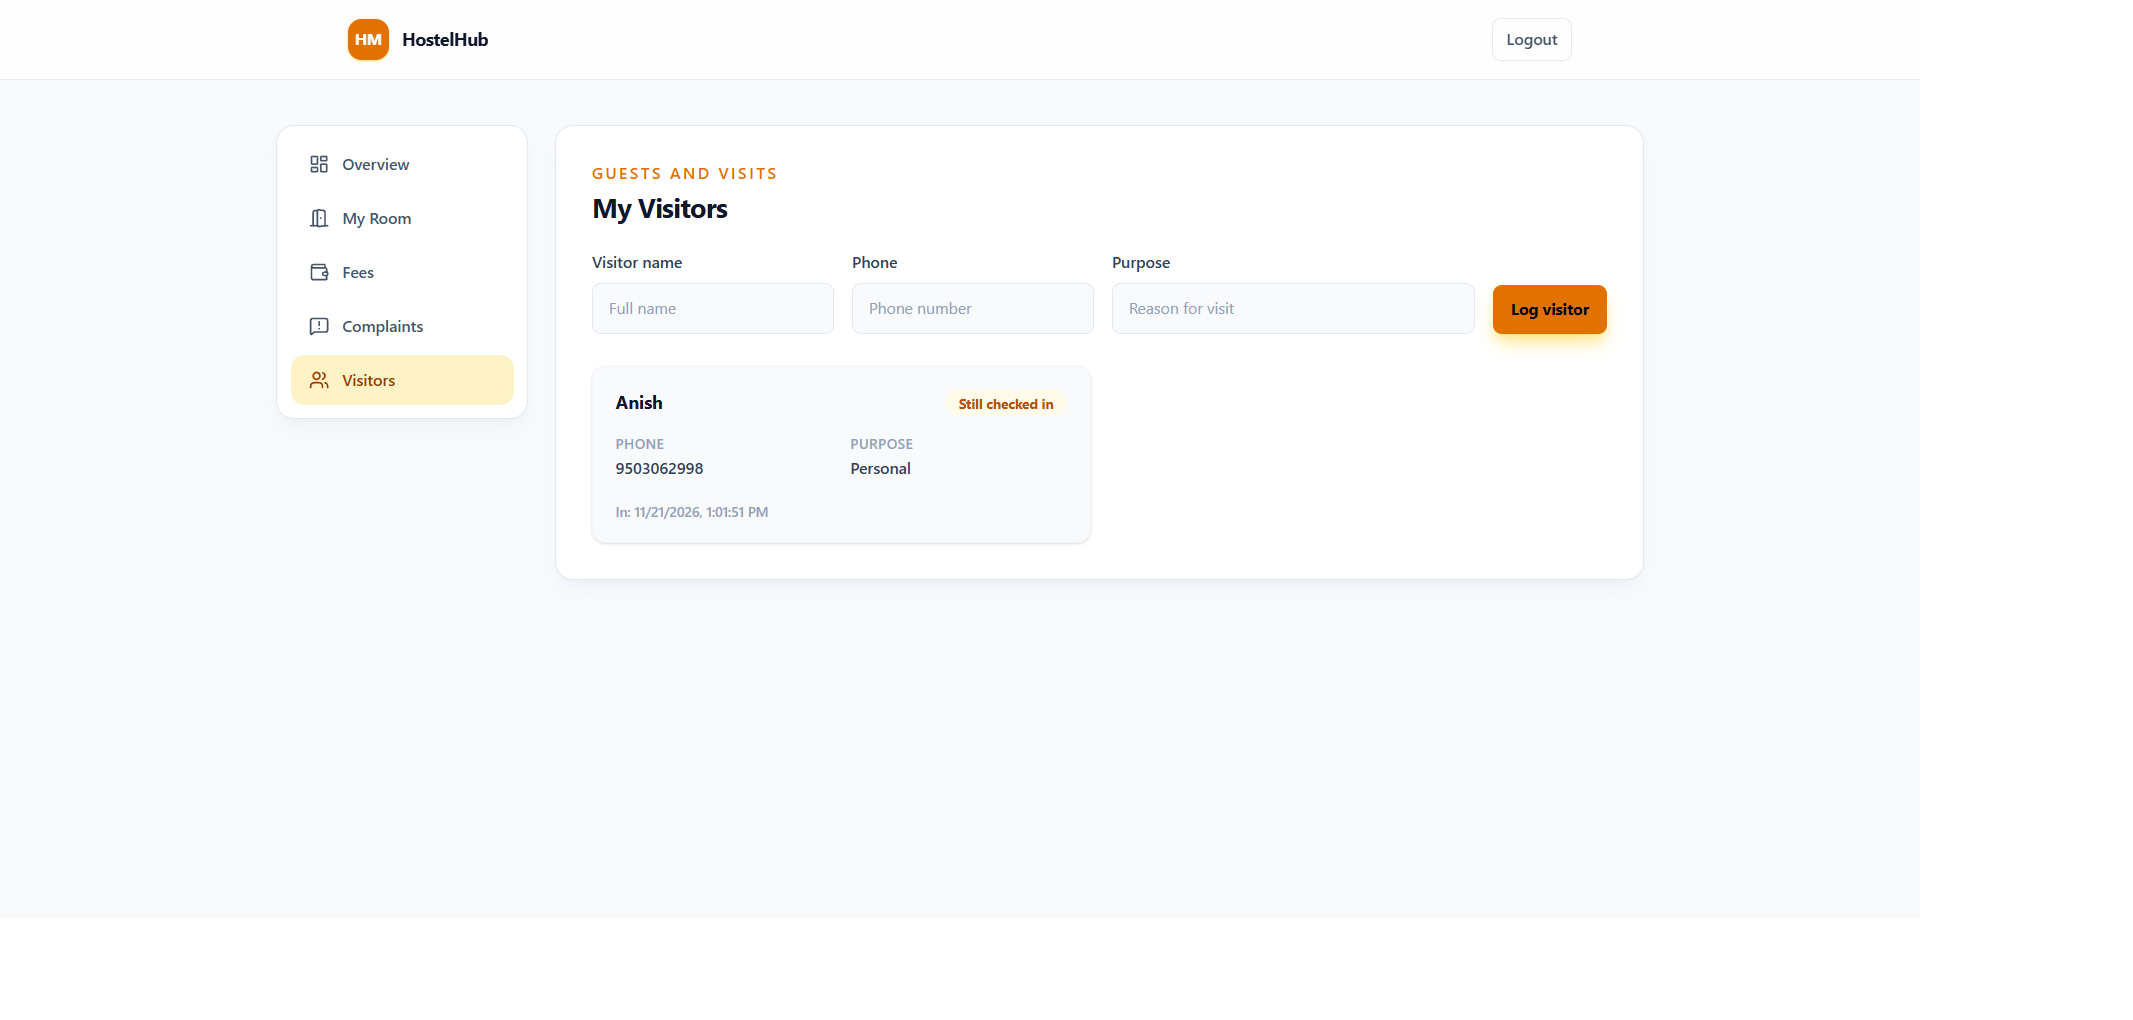 HM HostelHub
Logout
Overview
My Room
Fees
Complaints
Visitors
GUESTS AND VISITS
My Visitors
Visitor name Phone Purpose
Full name Phone number Reason for visit Log visitor
Anish Still checked in
PHONE PURPOSE
9503062998 Personal
In: 11/21/2026, 1:01:51 PM